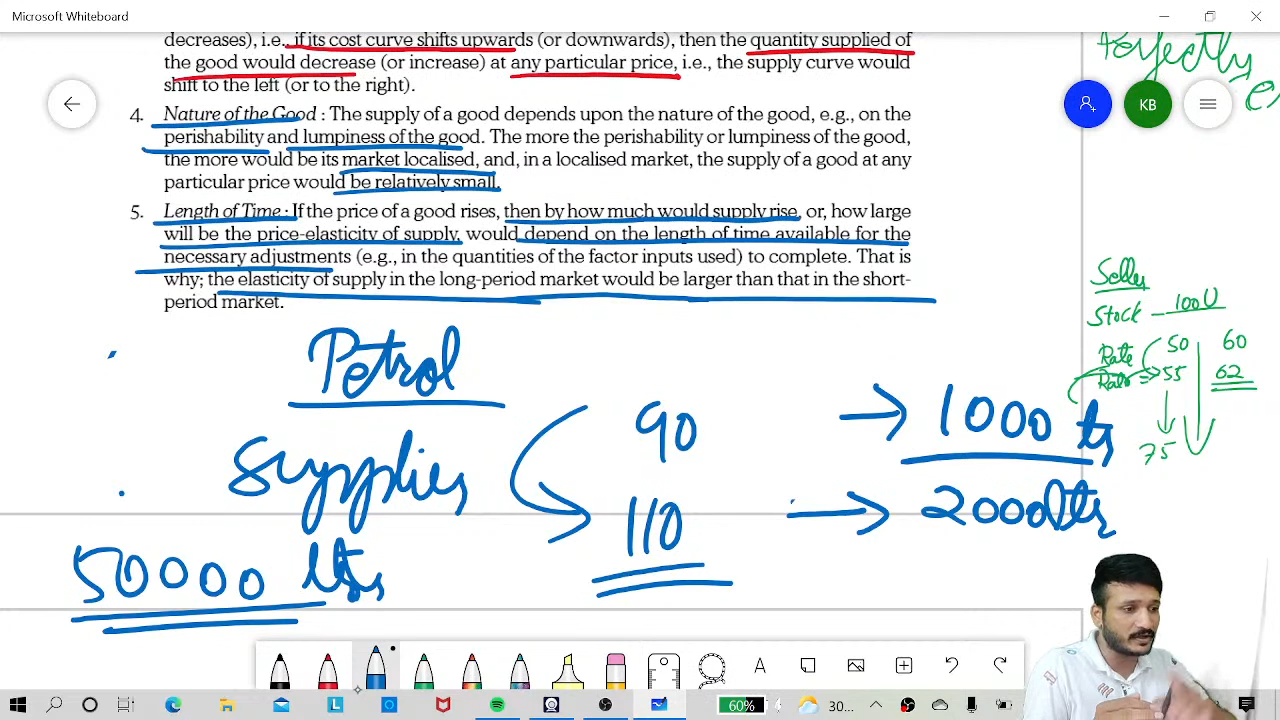 Microsoft Whiteboard
decreases), i.e., if its cost curve shifts upwards (or downwards), then the quantity supplied of
the good would decrease (or increase) at any particular price, i.e., the supply curve would
shift to the left (or to the right).
4. Nature of the Good : The supply of a good depends upon the nature of the good, e.g., on the
perishability and lumpiness of the good. The more the perishability or lumpiness of the good,
the more would be its market localised, and, in a localised market, the supply of a good at any
particular price would be relatively small.
5. Length of Time : If the price of a good rises, then by how much would supply rise, or, how large
will be the price-elasticity of supply, would depend on the length of time available for the
necessary adjustments (e.g., in the quantities of the factor inputs used) to complete. That is
why; the elasticity of supply in the long-period market would be larger than that in the short-
period market.
Perfectly
KB
Seller
Stock - 100U
Rate 50 60
55 62
75
Petrol
Supplies
90 → 1000 ltrs
110 → 2000 ltrs
50000 ltrs
60%
30...